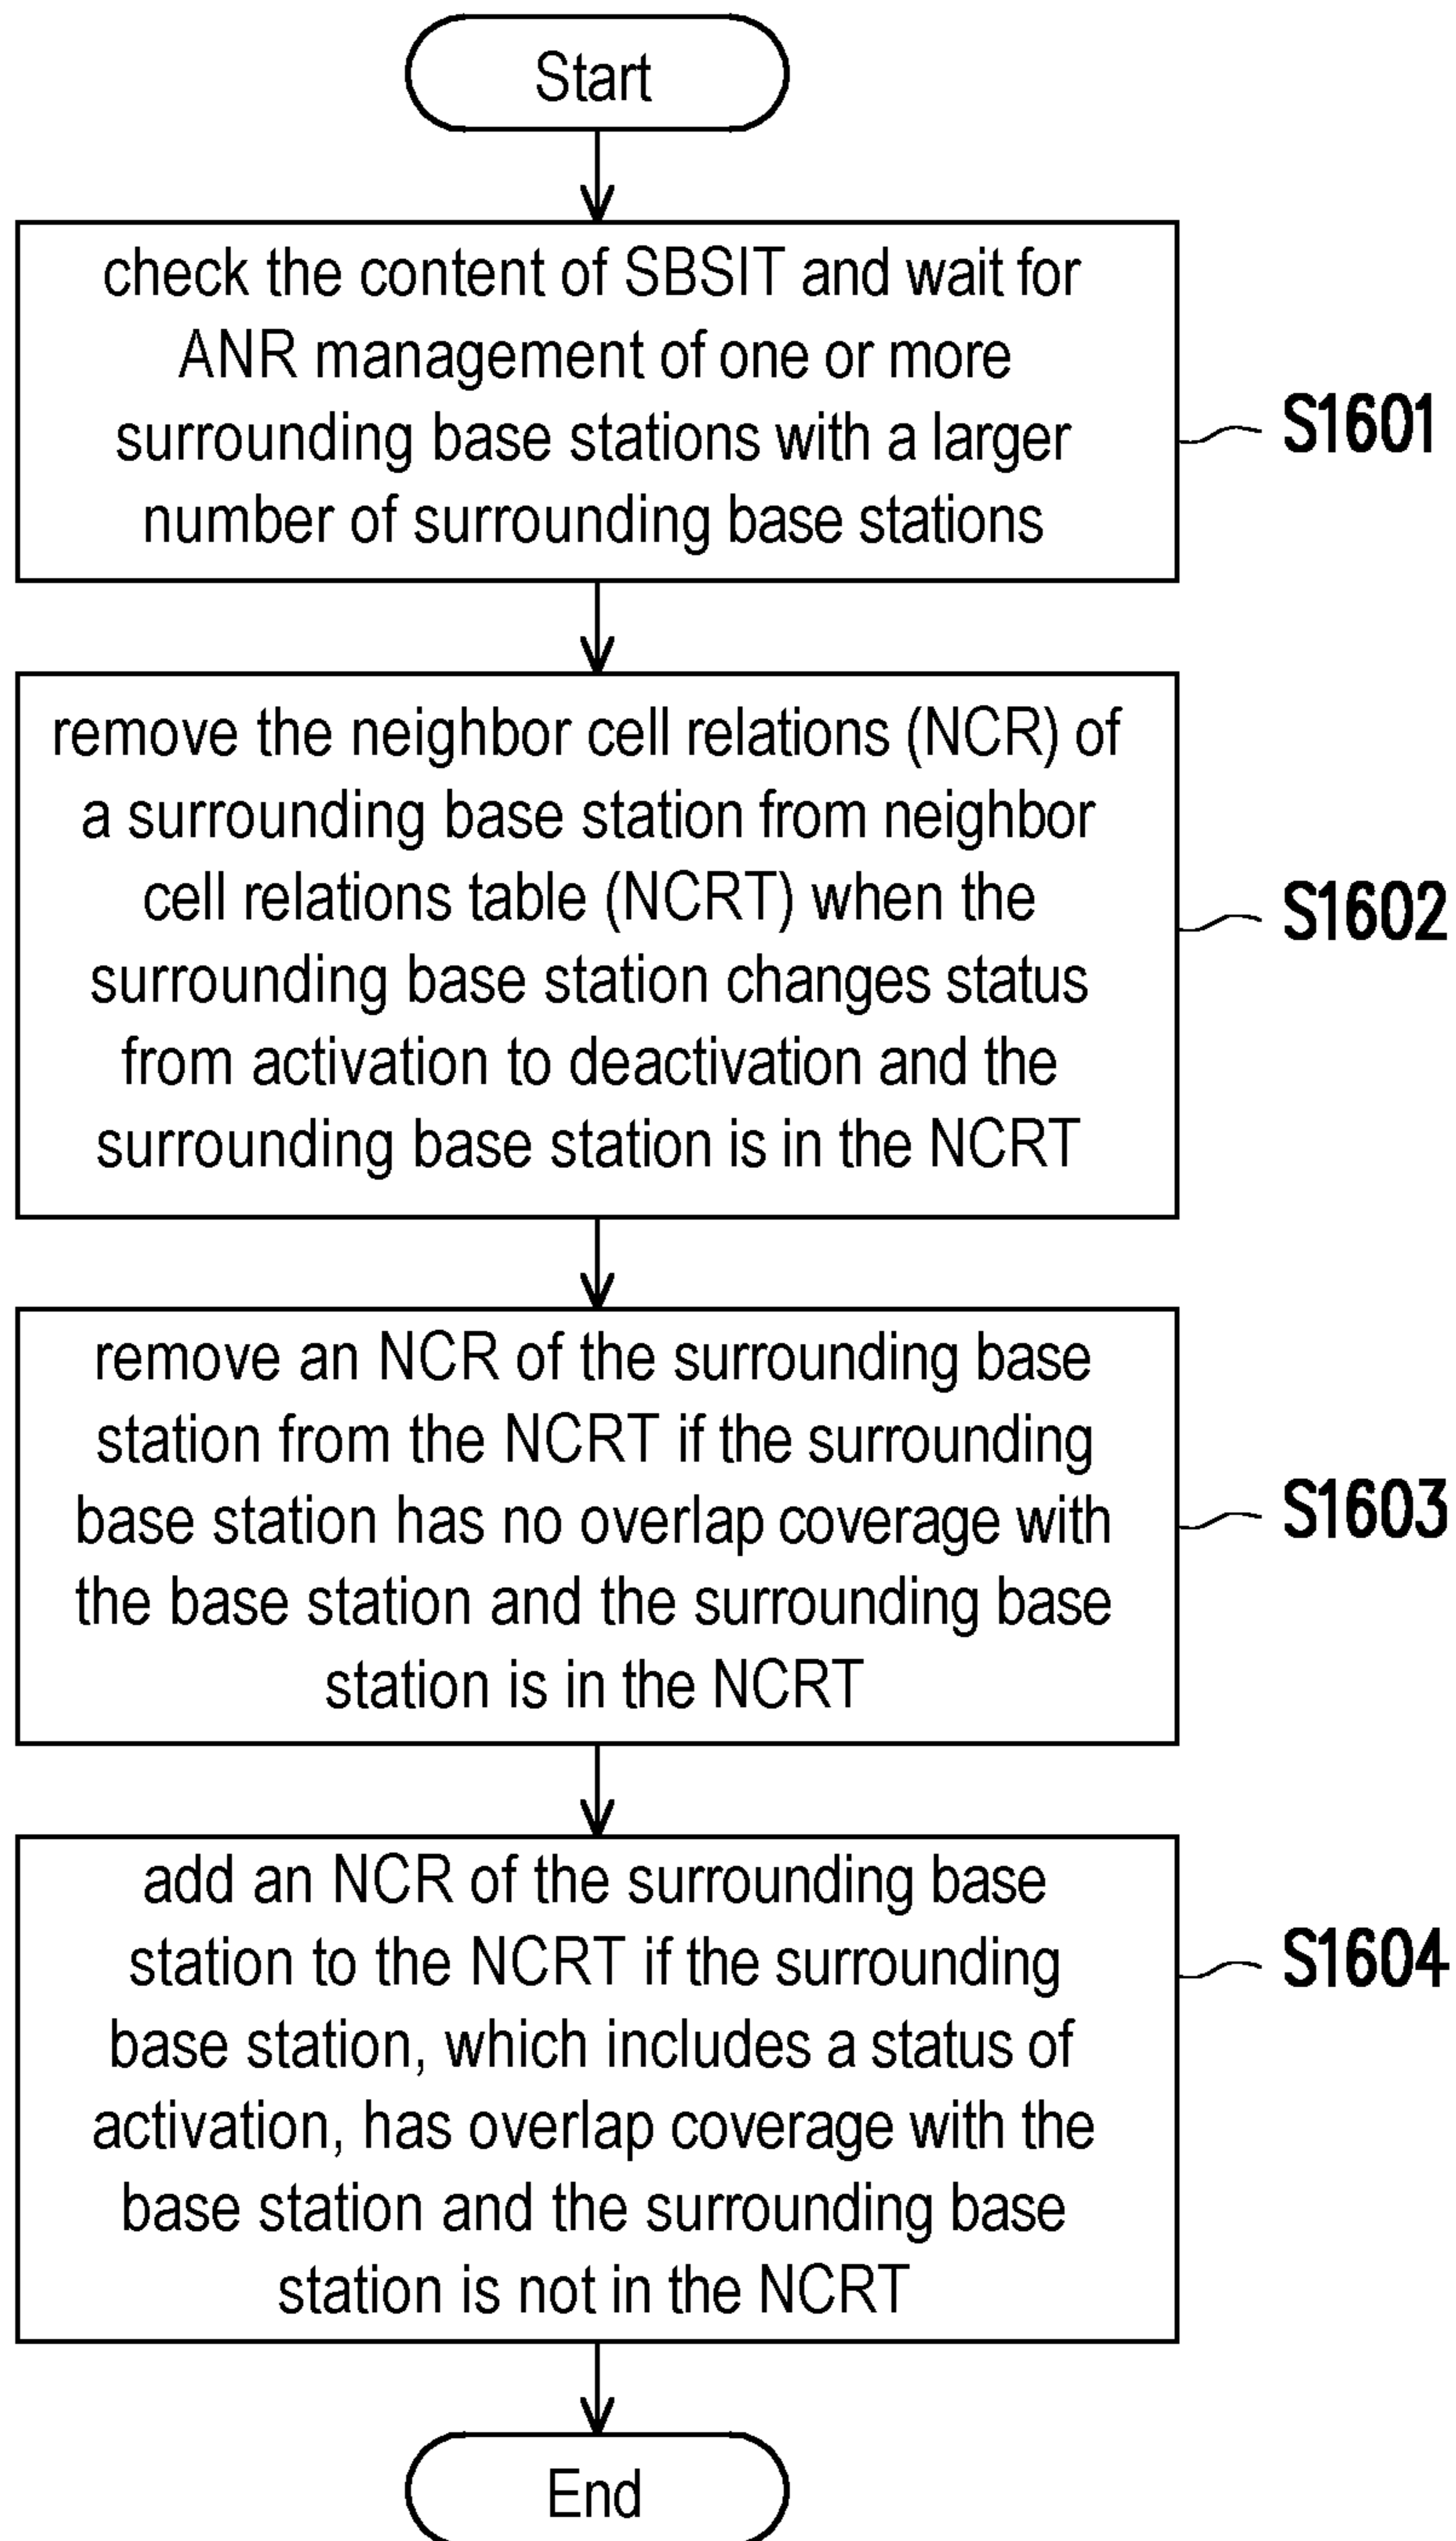 Start
check the content of SBSIT and wait for
ANR management of one or more
surrounding base stations with a larger
number of surrounding base stations
S1601
remove the neighbor cell relations (NCR) of
a surrounding base station from neighbor
cell relations table (NCRT) when the
surrounding base station changes status
from activation to deactivation and the
surrounding base station is in the NCRT
S1602
remove an NCR of the surrounding base
station from the NCRT if the surrounding
base station has no overlap coverage with
the base station and the surrounding base
station is in the NCRT
S1603
add an NCR of the surrounding base
station to the NCRT if the surrounding
base station, which includes a status of
activation, has overlap coverage with the
base station and the surrounding base
station is not in the NCRT
S1604
End